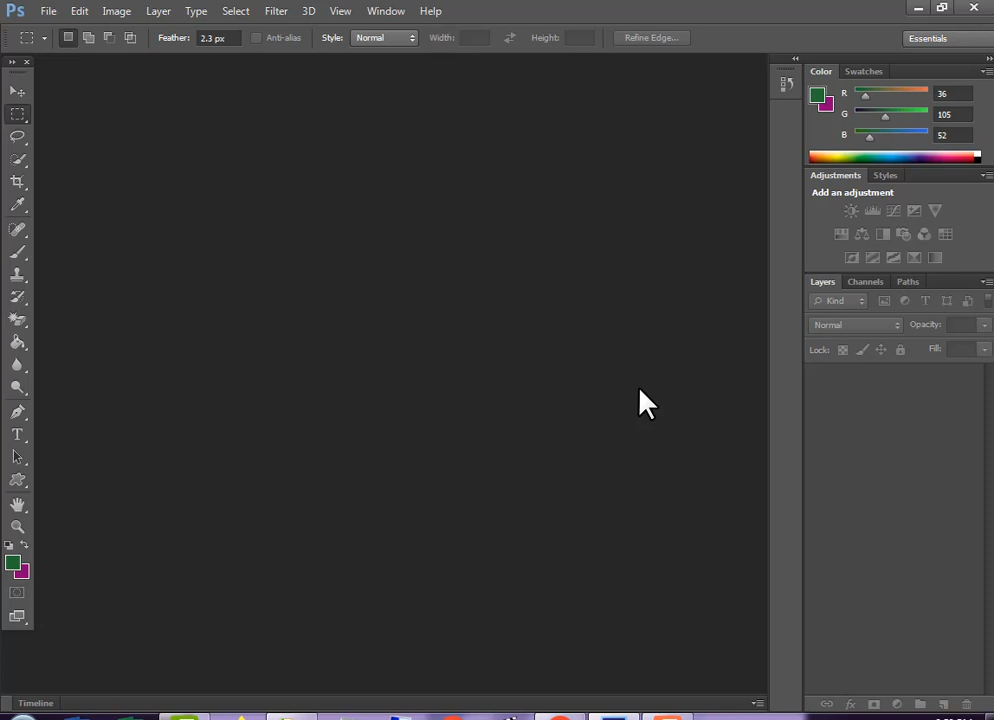 Ps File Edit Image Layer Type Select Filter 3D View Window Help
Feather: 2.3 px Anti-alias Style: Normal Width: Height: Refine Edge... Essentials
Color Swatches
R 36
G 105
B 52
Adjustments Styles
Add an adjustment
Layers Channels Paths
Kind
Normal Opacity:
Lock: Fill:
T
Timeline